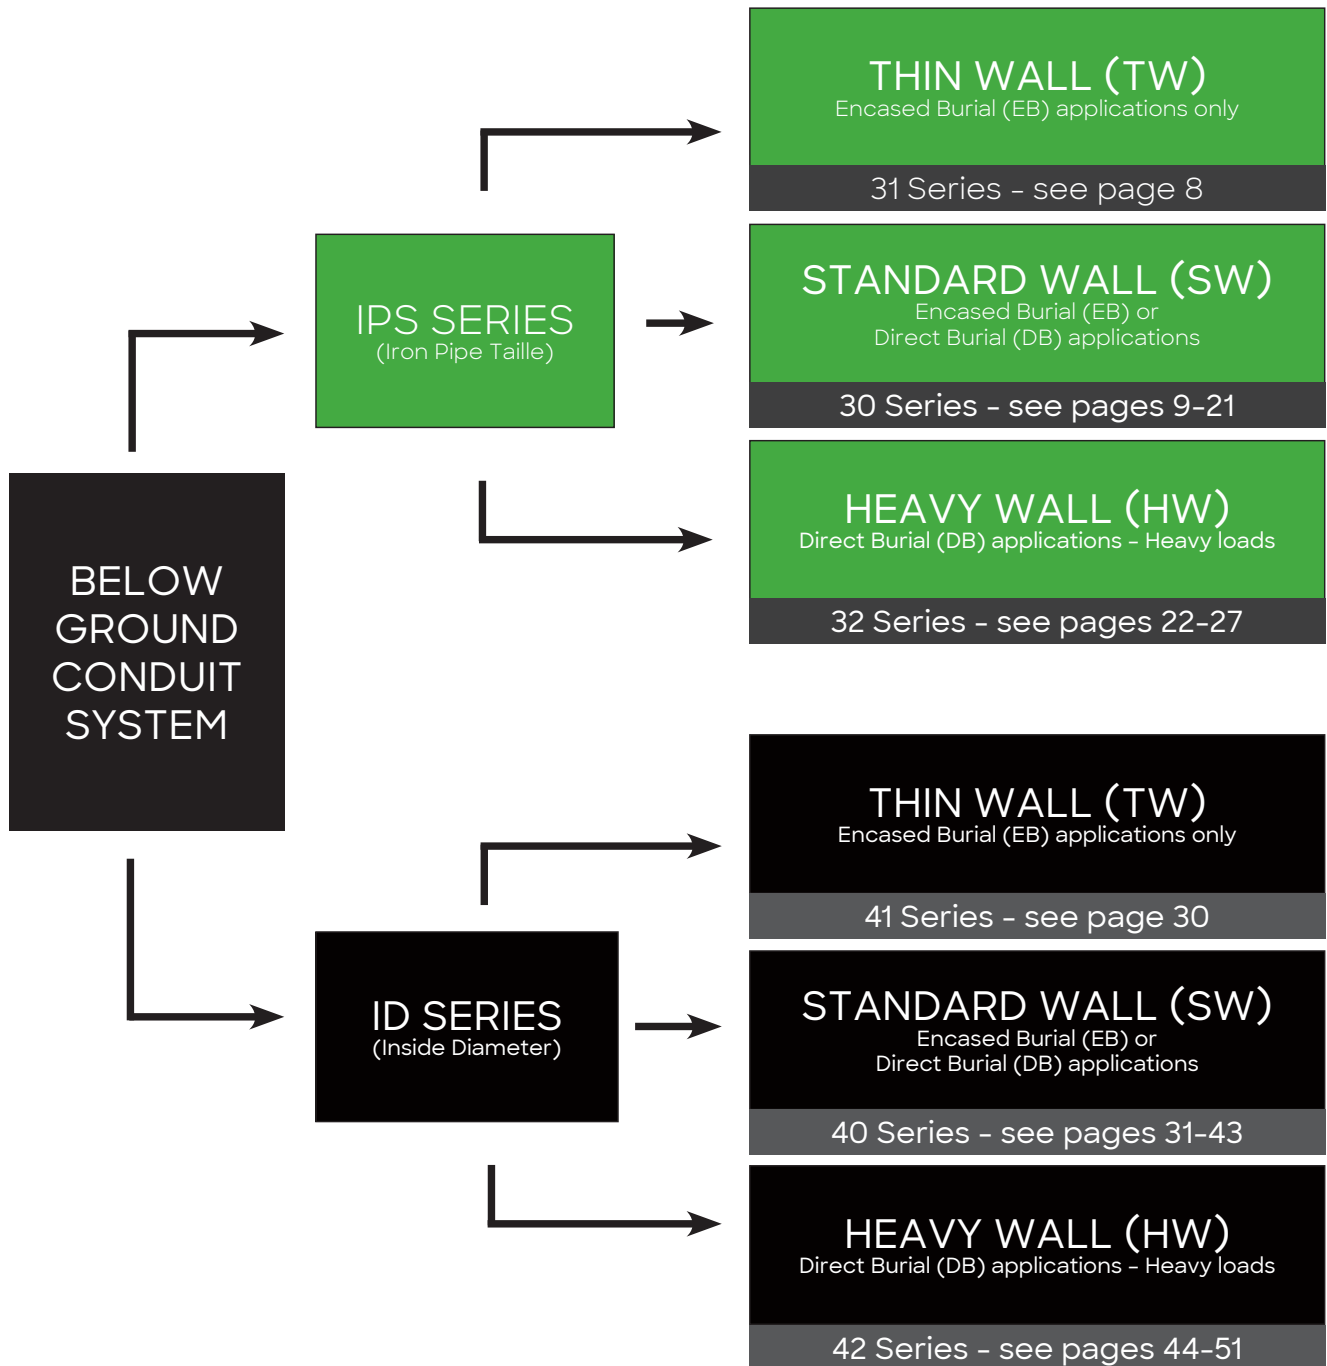 THIN WALL (TW)
Encased Burial (EB) applications only
31 Series - see page 8
IPS SERIES
(Iron Pipe Taille)
STANDARD WALL (SW)
Encased Burial (EB) or
Direct Burial (DB) applications
30 Series - see pages 9-21
HEAVY WALL (HW)
Direct Burial (DB) applications - Heavy loads
32 Series - see pages 22-27
BELOW
GROUND
CONDUIT
SYSTEM
THIN WALL (TW)
Encased Burial (EB) applications only
41 Series - see page 30
ID SERIES
(Inside Diameter)
STANDARD WALL (SW)
Encased Burial (EB) or
Direct Burial (DB) applications
40 Series - see pages 31-43
HEAVY WALL (HW)
Direct Burial (DB) applications - Heavy loads
42 Series - see pages 44-51